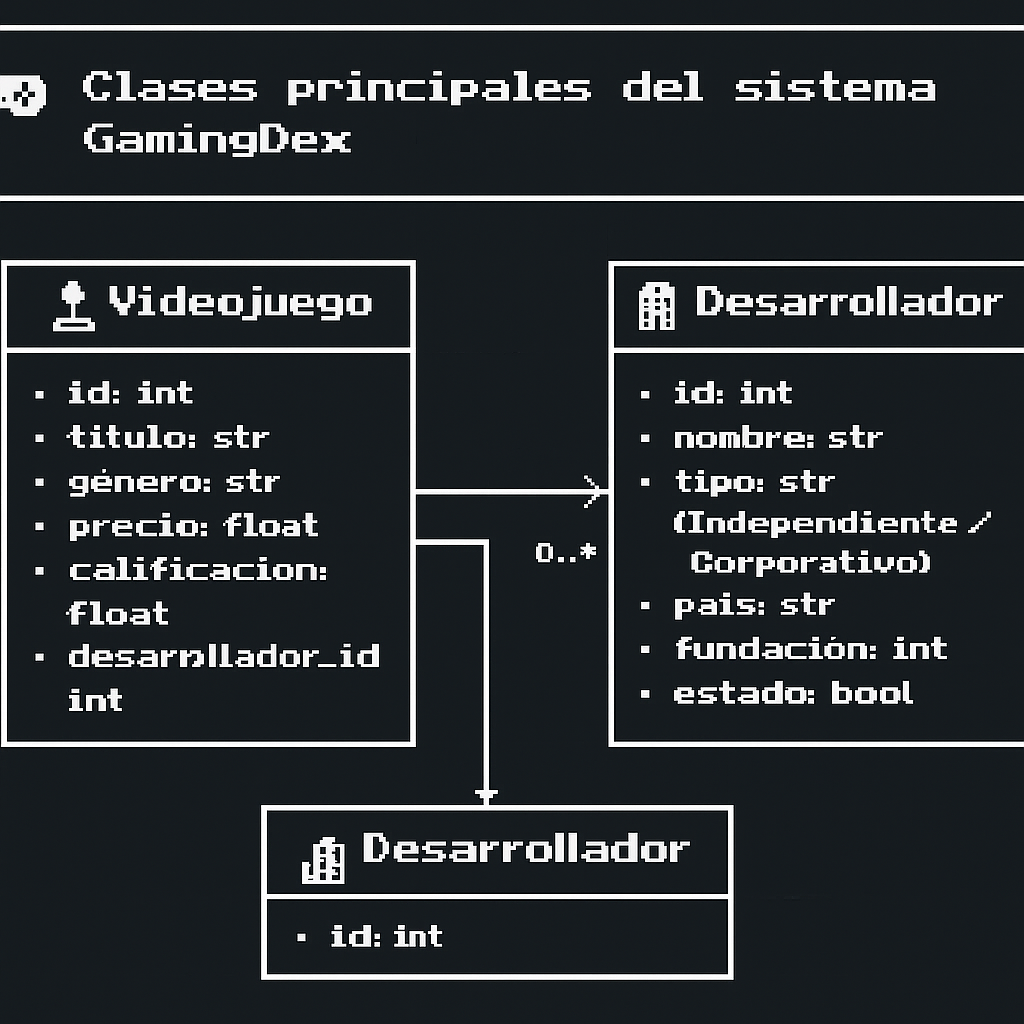 Clases principales del sistema
GamingDex
Videojuego
• id: int
• titulo: str
• género: str
• precio: float
• calificacion:
float
• desarrollador_id
int
0..*
Desarrollador
• id: int
• nombre: str
• tipo: str
(Independiente /
Corporativo)
• pais: str
• fundación: int
• estado: bool
Desarrollador
• id: int